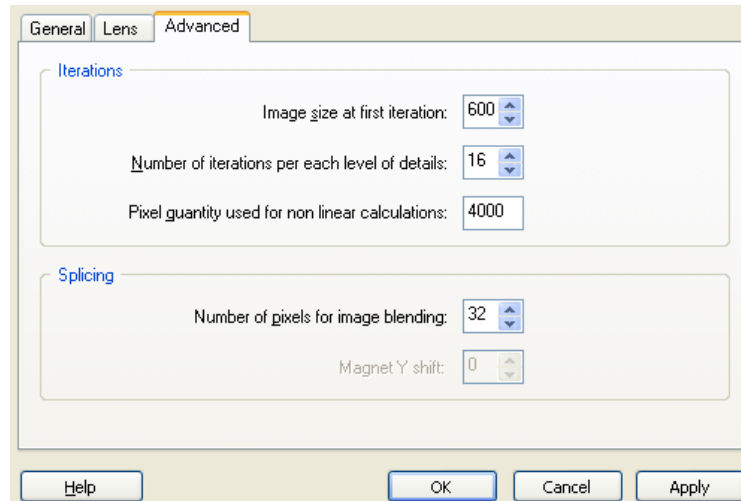 General Lens Advanced
Iterations
Image size at first iteration: 600
Number of iterations per each level of details: 16
Pixel quantity used for non linear calculations: 4000
Splicing
Number of pixels for image blending: 32
Magnet Y shift: 0
Help OK Cancel Apply